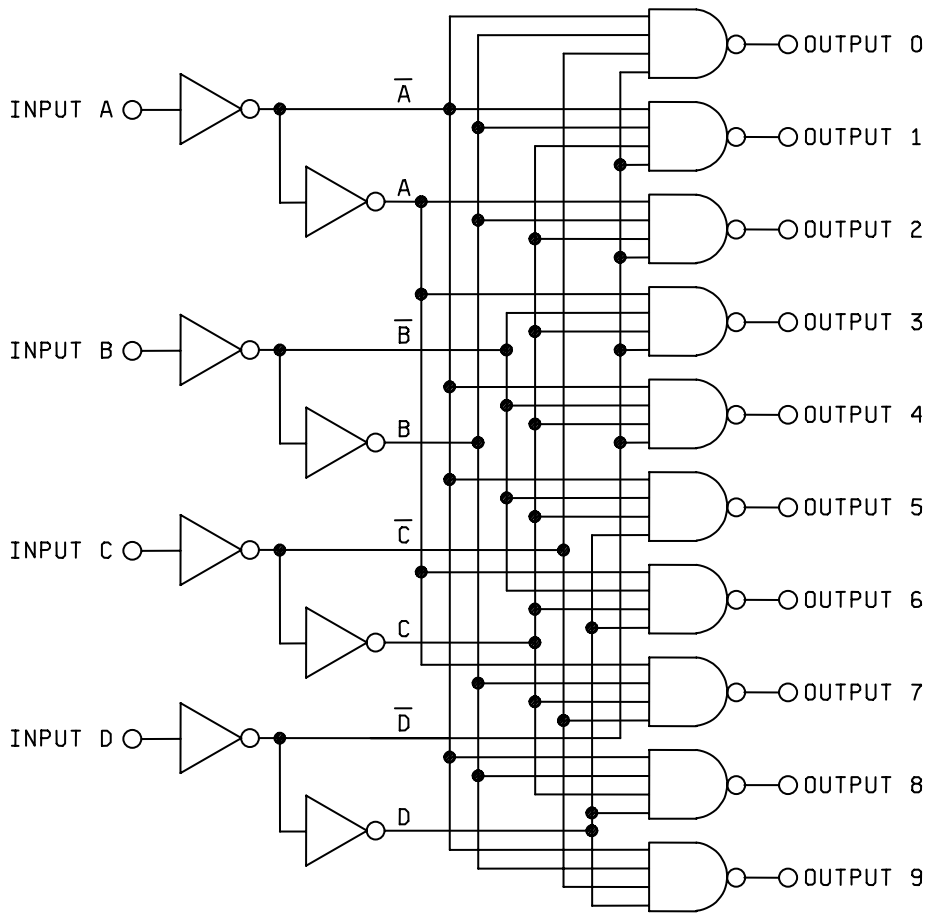 OUTPUT 0
INPUT A
A̅
OUTPUT 1
A
OUTPUT 2
INPUT B
B̅
OUTPUT 3
B
OUTPUT 4
OUTPUT 5
INPUT C
C̅
OUTPUT 6
C
OUTPUT 7
INPUT D
D̅
OUTPUT 8
D
OUTPUT 9